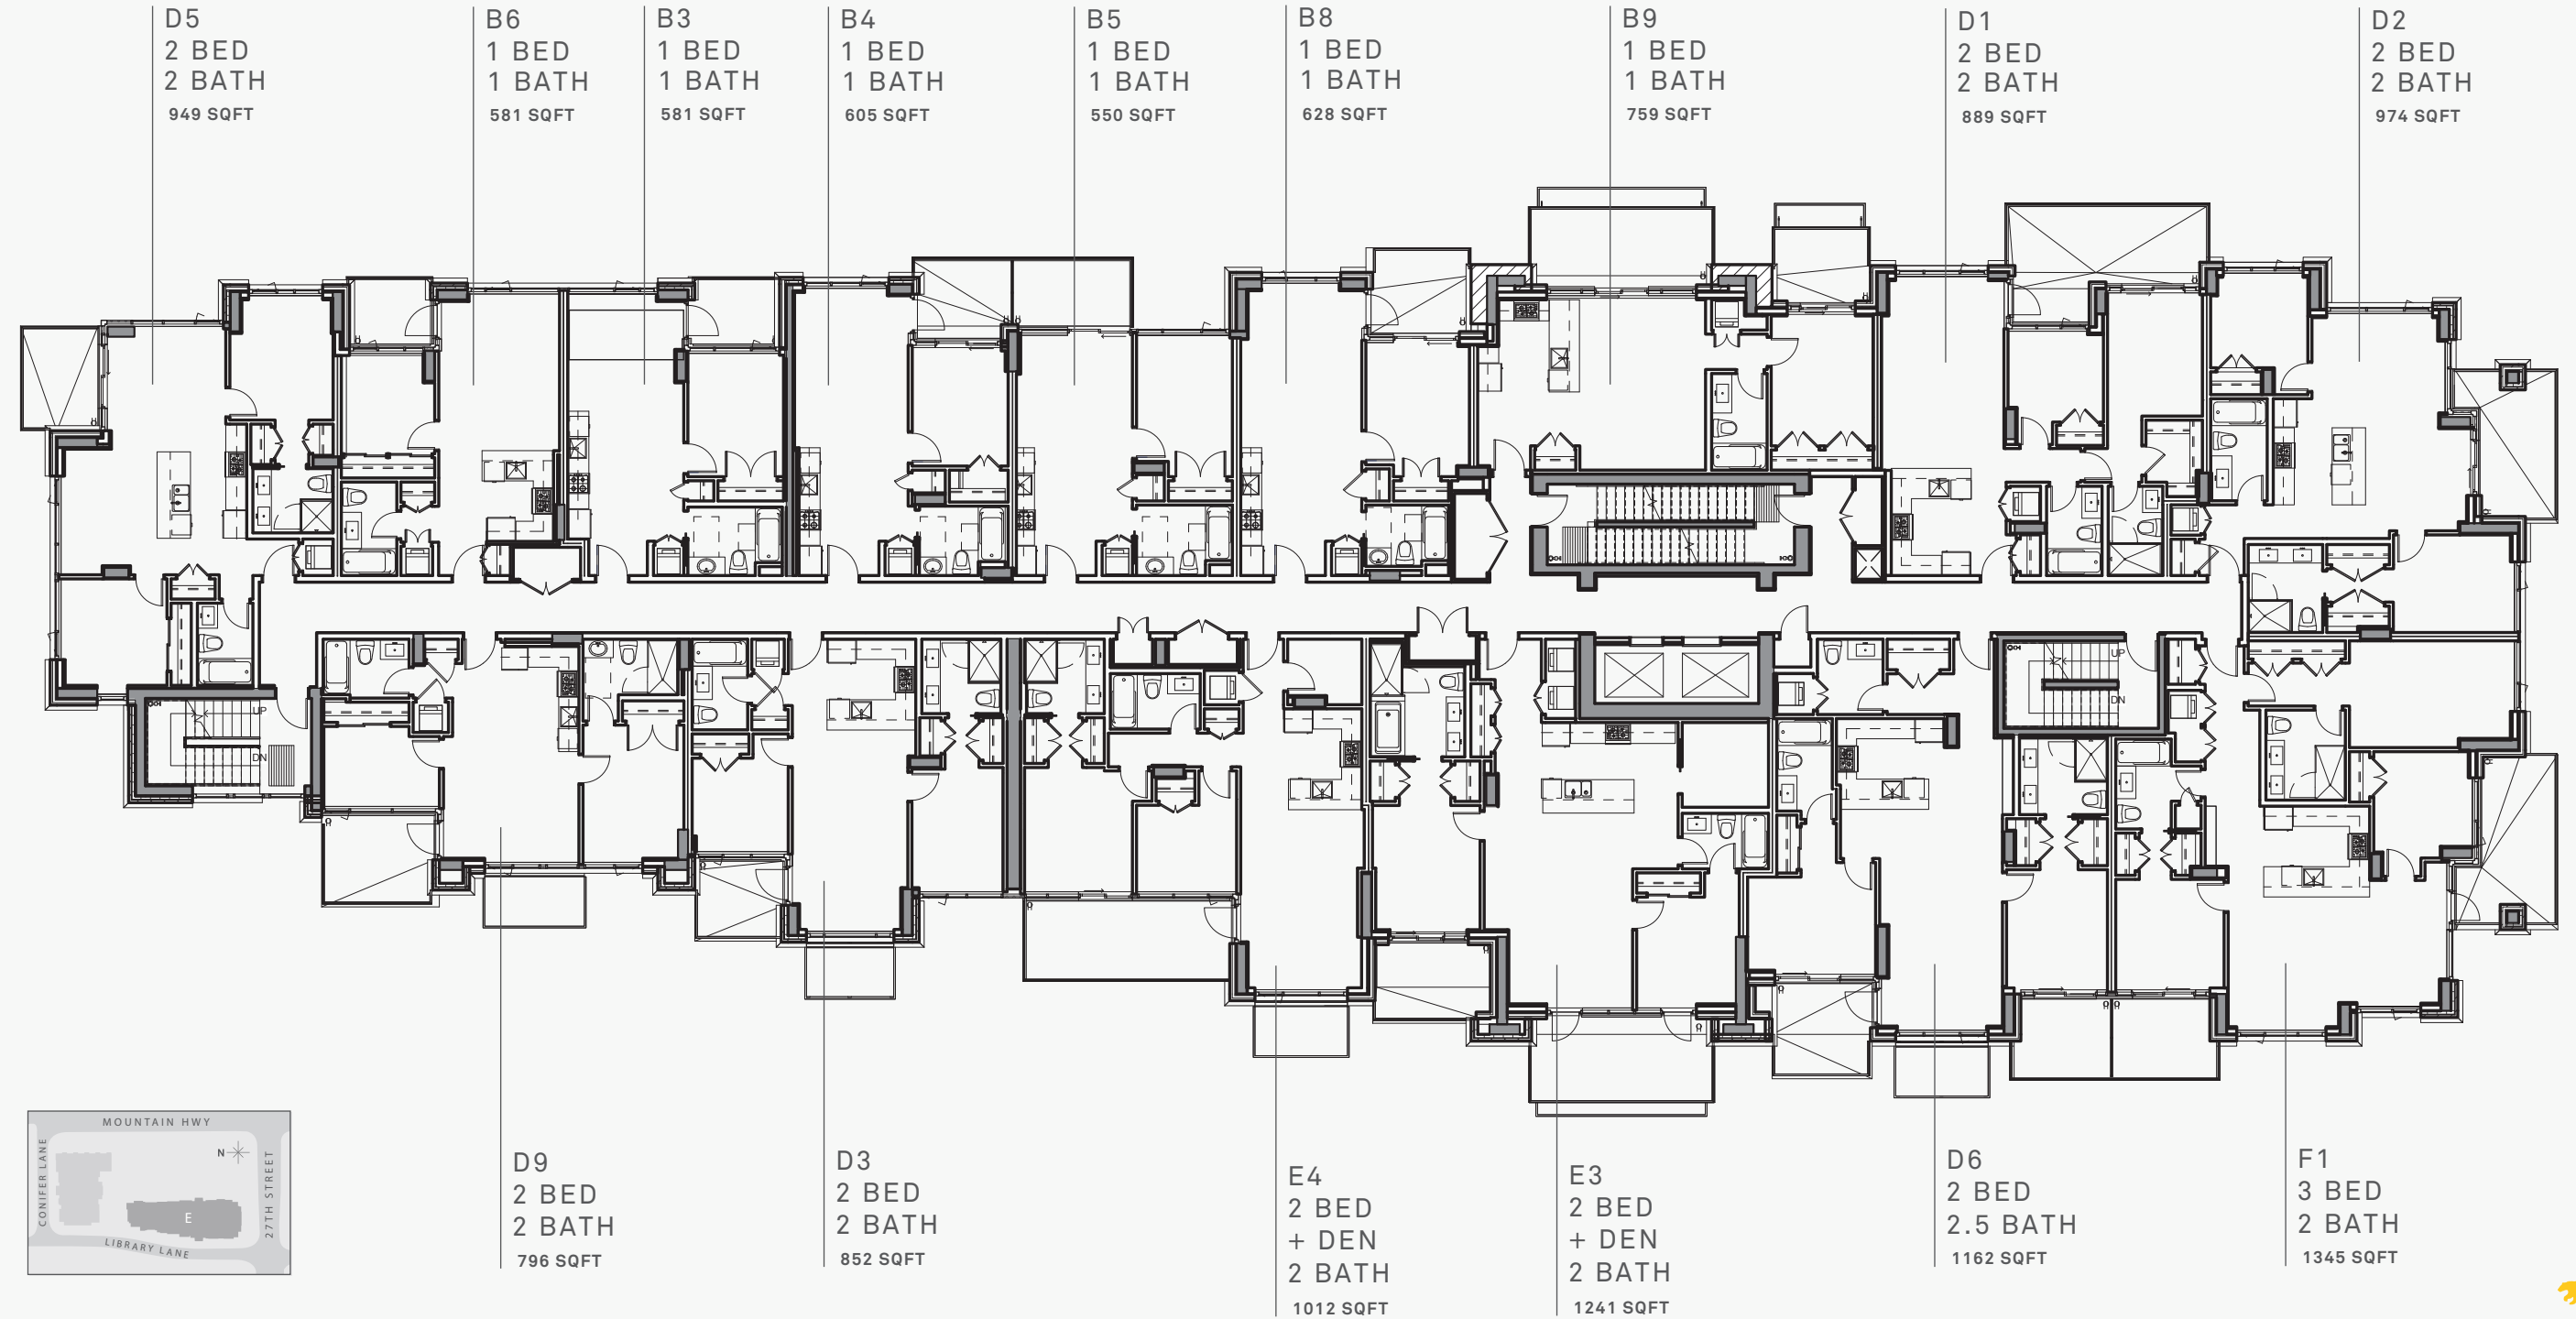 D5
2 BED
2 BATH
949 SQFT
B6
1 BED
1 BATH
581 SQFT
B3
1 BED
1 BATH
581 SQFT
B4
1 BED
1 BATH
605 SQFT
B5
1 BED
1 BATH
550 SQFT
B8
1 BED
1 BATH
628 SQFT
B9
1 BED
1 BATH
759 SQFT
D1
2 BED
2 BATH
889 SQFT
D2
2 BED
2 BATH
974 SQFT
UP
DN
UP
DN
D9
2 BED
2 BATH
796 SQFT
D3
2 BED
2 BATH
852 SQFT
E4
2 BED
+ DEN
2 BATH
1012 SQFT
E3
2 BED
+ DEN
2 BATH
1241 SQFT
D6
2 BED
2.5 BATH
1162 SQFT
F1
3 BED
2 BATH
1345 SQFT
MOUNTAIN HWY
CONIFER LANE
N
27TH STREET
E
LIBRARY LANE